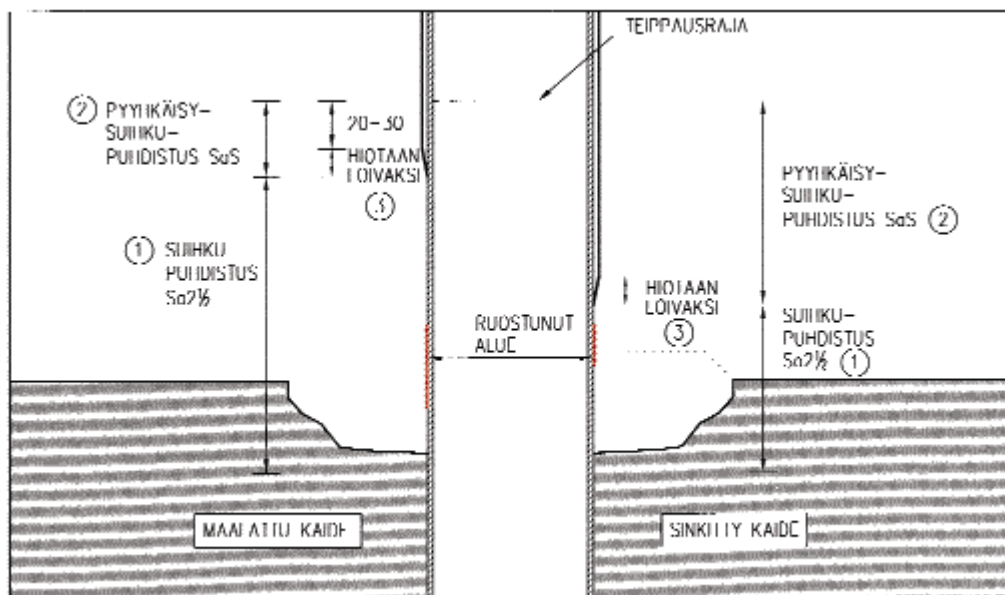 TEIPPAUSRAJA
② PYYHKÄISY-
SUIHKU-
PUHDISTUS SaS
20-30
HIOTAAN
LOIVAKSI
③
① SUIHKU
PUHDISTUS
Sa2½
PYYHKÄISY-
SUIHKU-
PUHDISTUS SaS ②
HIOTAAN
LOIVAKSI
③
RUOSTUNUT
ALUE
SUIHKU-
PUHDISTUS
Sa2½ ①
MAALATTU KAIDE
SINKITTY KAIDE